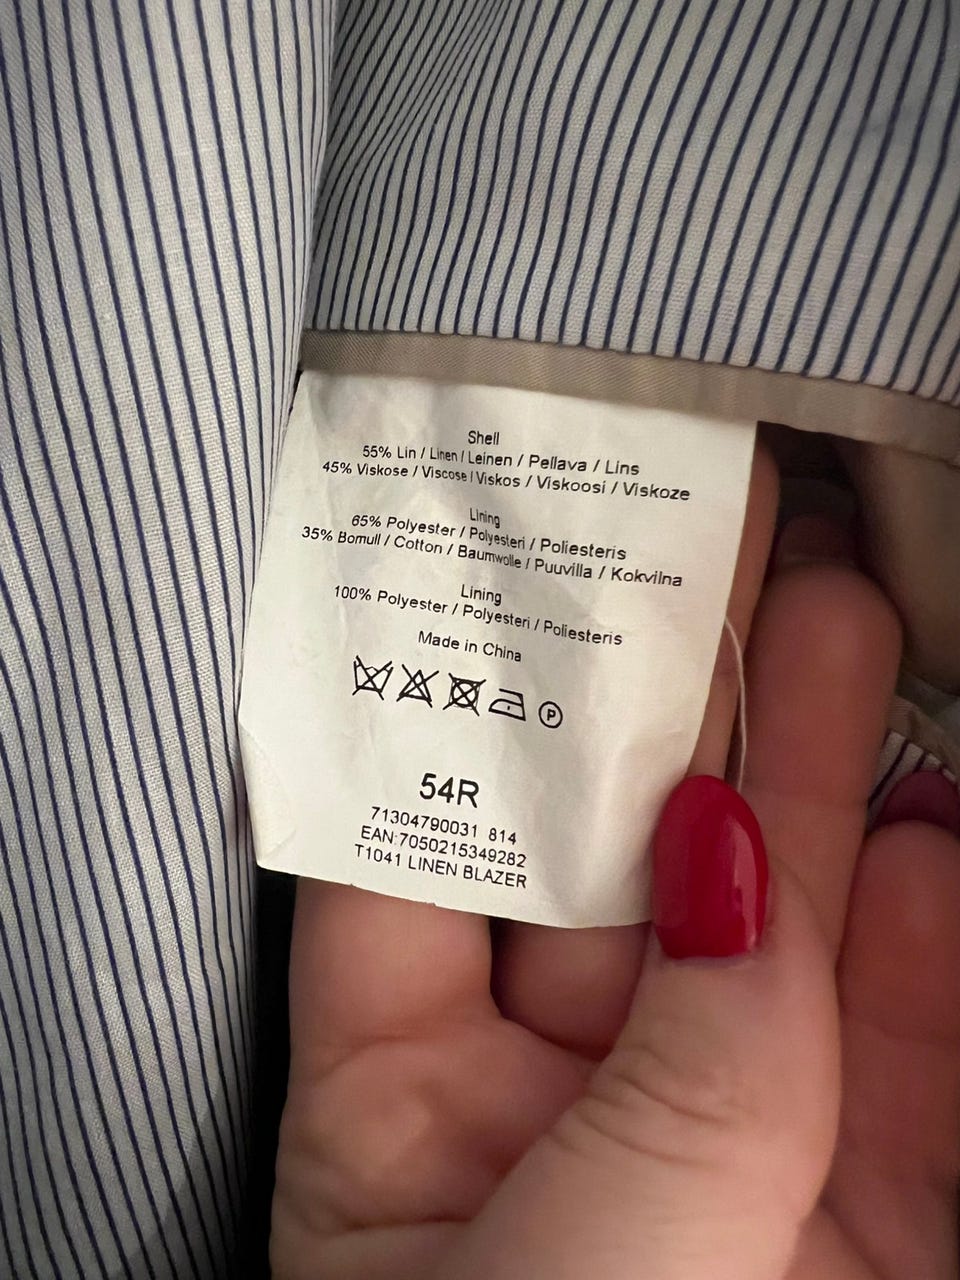 Shell
55% Lin / Linen / Leinen / Pellava / Lins
45% Viskose / Viscose / Viskos / Viskoosi / Viskoze
Lining
65% Polyester / Polyesteri / Poliesteris
35% Bomull / Cotton / Baumwolle / Puuvilla / Kokvilna
Lining
100% Polyester / Polyesteri / Poliesteris
Made in China
P
54R
71304790031 814
EAN:7050215349282
T1041 LINEN BLAZER